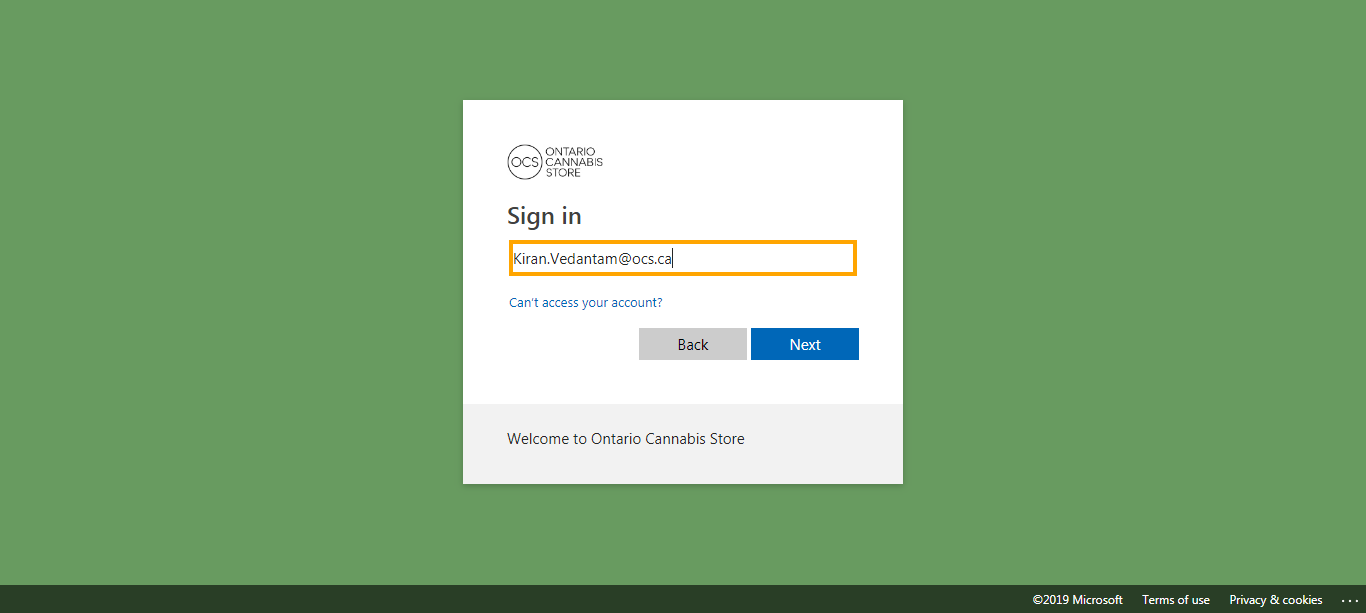 OCS
ONTARIO
CANNABIS
STORE
Sign in
Kiran.Vedantam@ocs.ca
Can't access your account?
Back Next
Welcome to Ontario Cannabis Store
©2019 Microsoft Terms of use Privacy & cookies ...